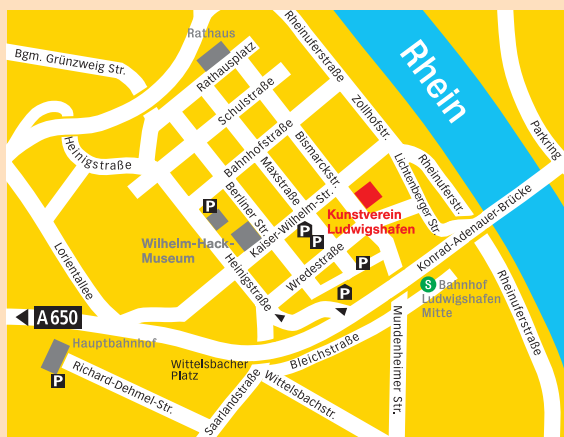 Rathaus
Rheinuferstraße
Rhein
Bgm. Grünzweig Str.
Rathausplatz
Schulstraße
Zollhofstr.
Parkring
Heinigstraße
Bahnhofstraße
Bismarckstr.
Maxstraße
Lichtenberger Str.
Rheinuferstr.
Berliner Str.
P
Kaiser-Wilhelm-Str.
Kunstverein
Ludwigshafen
Konrad-Adenauer-Brücke
P
P
Wilhelm-Hack-
Museum
Wredestraße
P
Lorientallee
Heinigstraße
P
S Bahnhof
Ludwigshafen
Mitte
Rheinuferstraße
A650
Hauptbahnhof
Mundenheimer Str.
Bleichstraße
Wittelsbacher
Platz
P
Richard-Dehmel-Str.
Saarlandstraße
Wittelsbachstr.